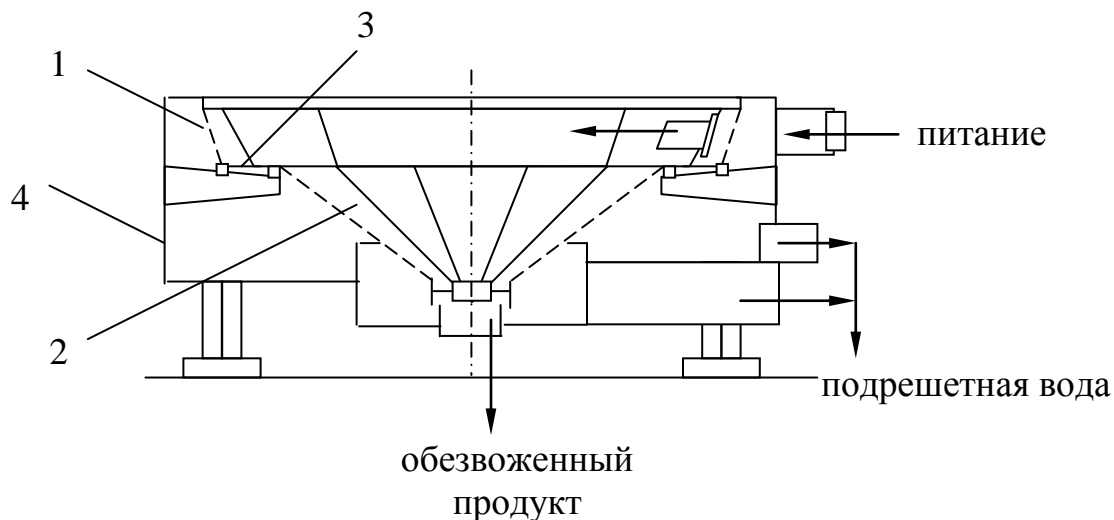 3
1
питание
4
2
подрешетная вода
обезвоженный
продукт